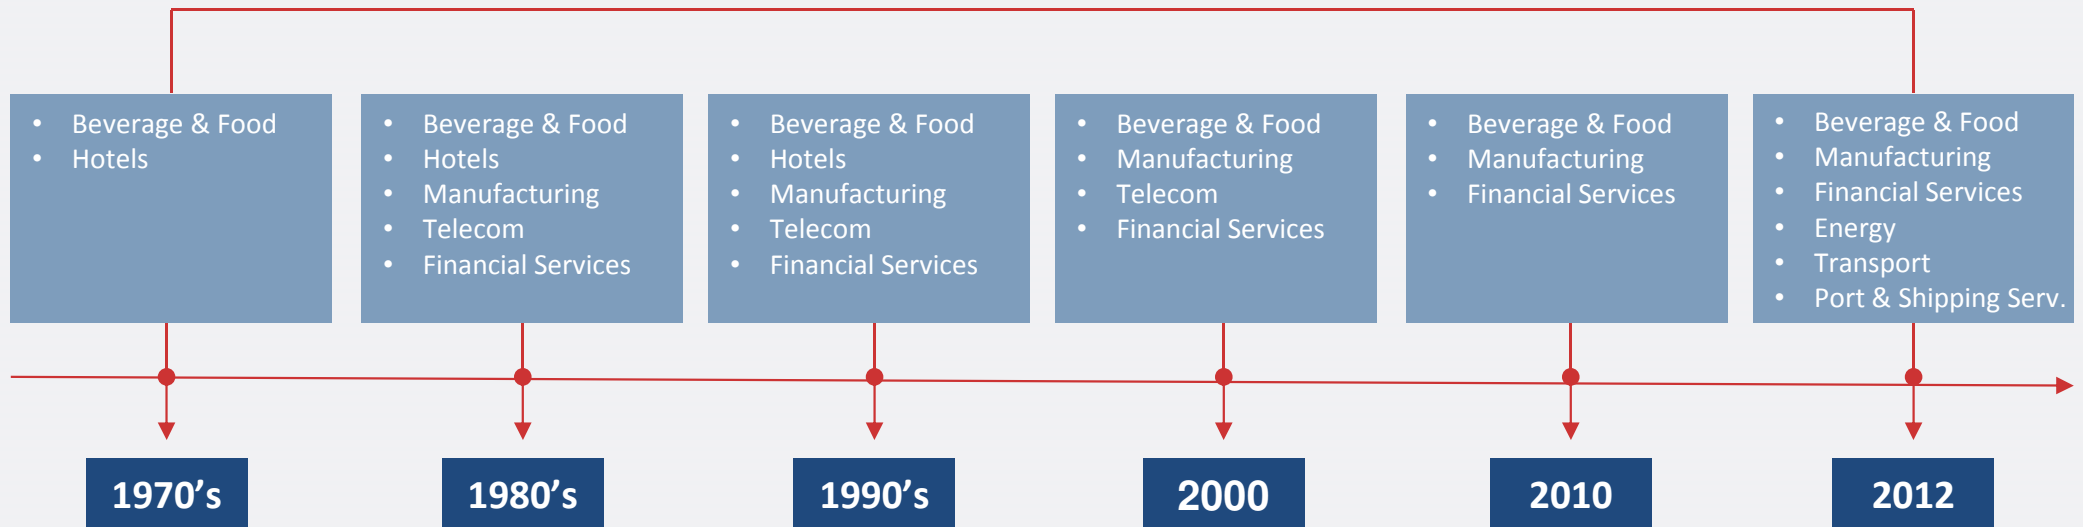 • Beverage & Food
• Hotels
• Beverage & Food
• Hotels
• Manufacturing
• Telecom
• Financial Services
• Beverage & Food
• Hotels
• Manufacturing
• Telecom
• Financial Services
• Beverage & Food
• Manufacturing
• Telecom
• Financial Services
• Beverage & Food
• Manufacturing
• Financial Services
• Beverage & Food
• Manufacturing
• Financial Services
• Energy
• Transport
• Port & Shipping Serv.
1970’s
1980’s
1990’s
2000
2010
2012